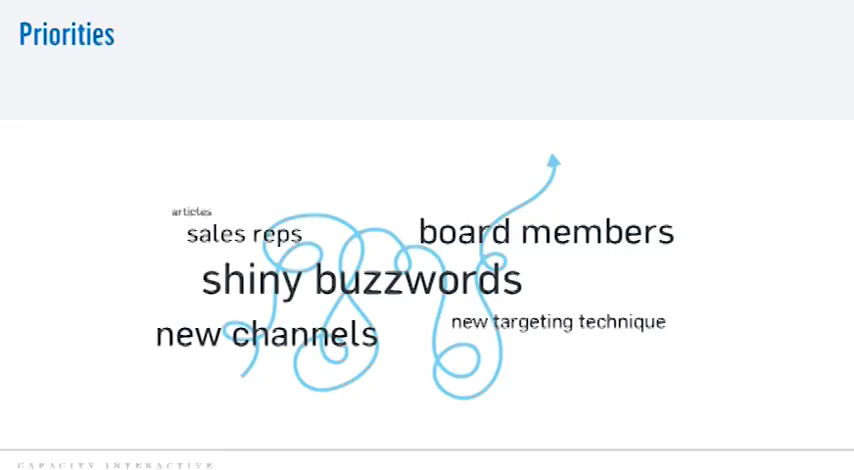 Priorities
articles
sales reps
board members
shiny buzzwords
new channels
new targeting technique
CAPACITY INTERACTIVE